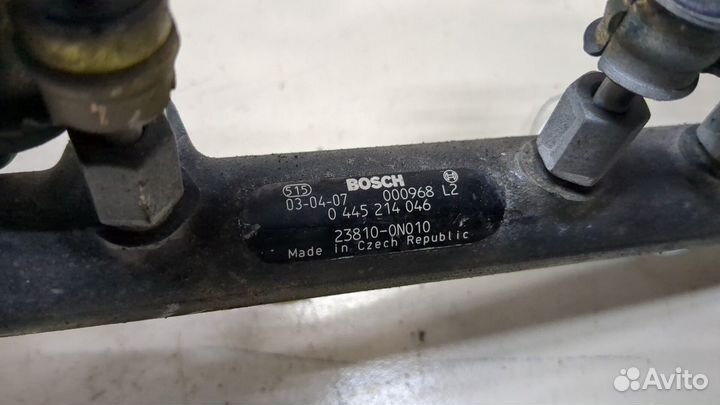 515 BOSCH
03-04-07 000968 L2
0 445 214 046
23810-0N010
Made in Czech Republic
Avito